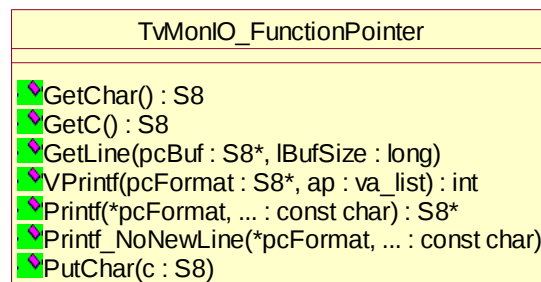 TvMonIO_FunctionPointer
GetChar() : S8
GetC() : S8
GetLine(pcBuf : S8*, lBufSize : long)
VPrintf(pcFormat : S8*, ap : va_list) : int
Printf(*pcFormat, ... : const char) : S8*
Printf_NoNewLine(*pcFormat, ... : const char)
PutChar(c : S8)